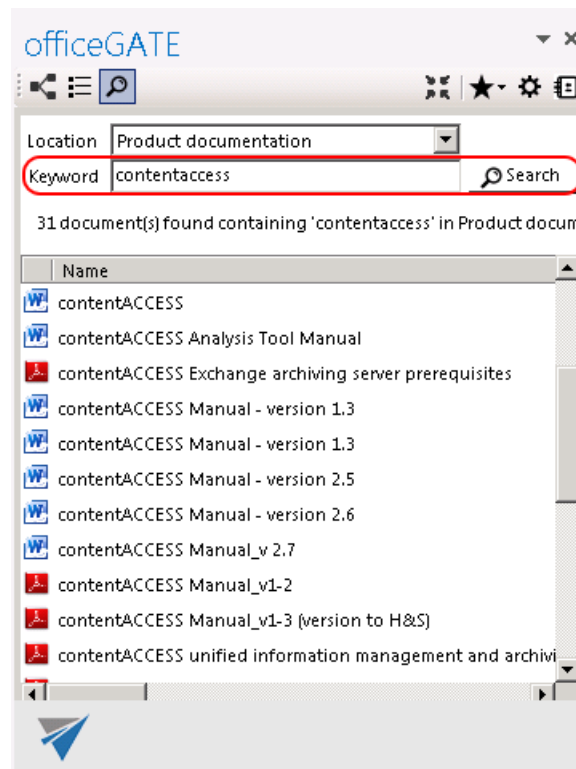 officeGATE
Location Product documentation
Keyword contentaccess Search
31 document(s) found containing 'contentaccess' in Product docum
Name
contentACCESS
contentACCESS Analysis Tool Manual
contentACCESS Exchange archiving server prerequisites
contentACCESS Manual - version 1.3
contentACCESS Manual - version 1.3
contentACCESS Manual - version 2.5
contentACCESS Manual - version 2.6
contentACCESS Manual_v 2.7
contentACCESS Manual_v1-2
contentACCESS Manual_v1-3 (version to H&S)
contentACCESS unified information management and archivi